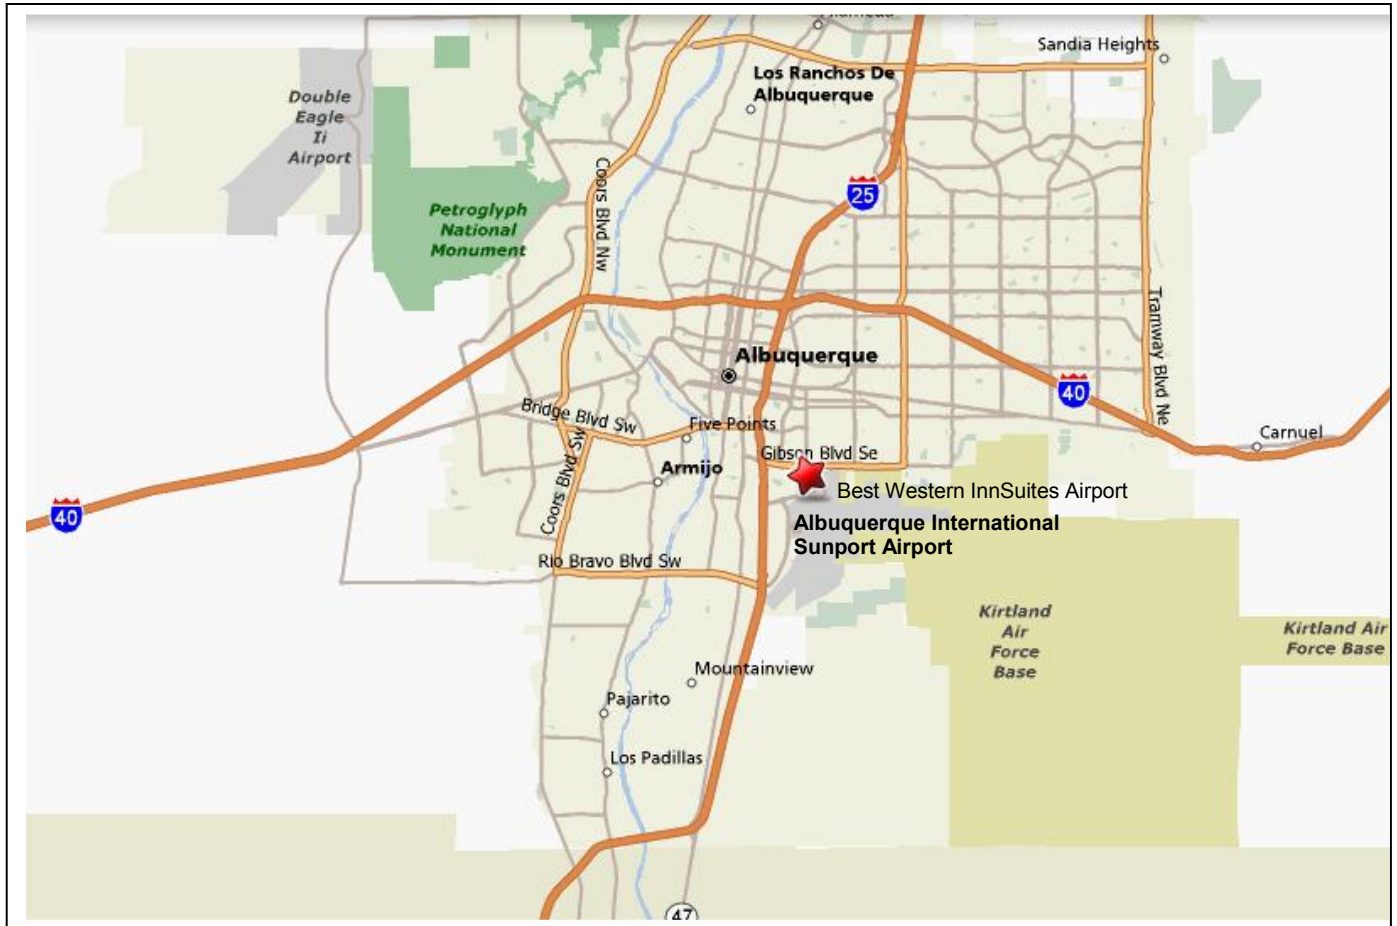 Alameda
Sandia Heights
Los Ranchos De
Albuquerque
Double
Eagle
Ii
Airport
Coors Blvd Nw
25
Petroglyph
National
Monument
Tramway Blvd Ne
Albuquerque
40
Bridge Blvd Sw
Five Points
Carnuel
Gibson Blvd Se
Armijo
Coors Blvd Sw
Best Western InnSuites Airport
40
Albuquerque International
Sunport Airport
Rio Bravo Blvd Sw
Kirtland
Air
Force
Base
Kirtland Air
Force Base
Mountainview
Pajarito
Los Padillas
47